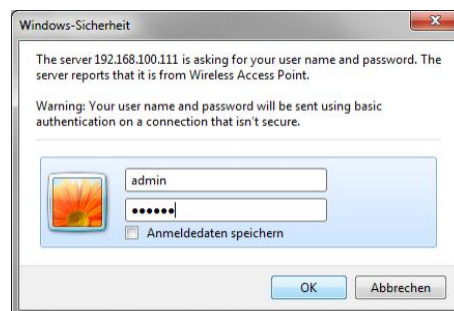 Windows-Sicherheit
The server 192.168.100.111 is asking for your user name and password. The
server reports that it is from Wireless Access Point.
Warning: Your user name and password will be sent using basic
authentication on a connection that isn't secure.
admin
●●●●●●
Anmeldedaten speichern
OK
Abbrechen